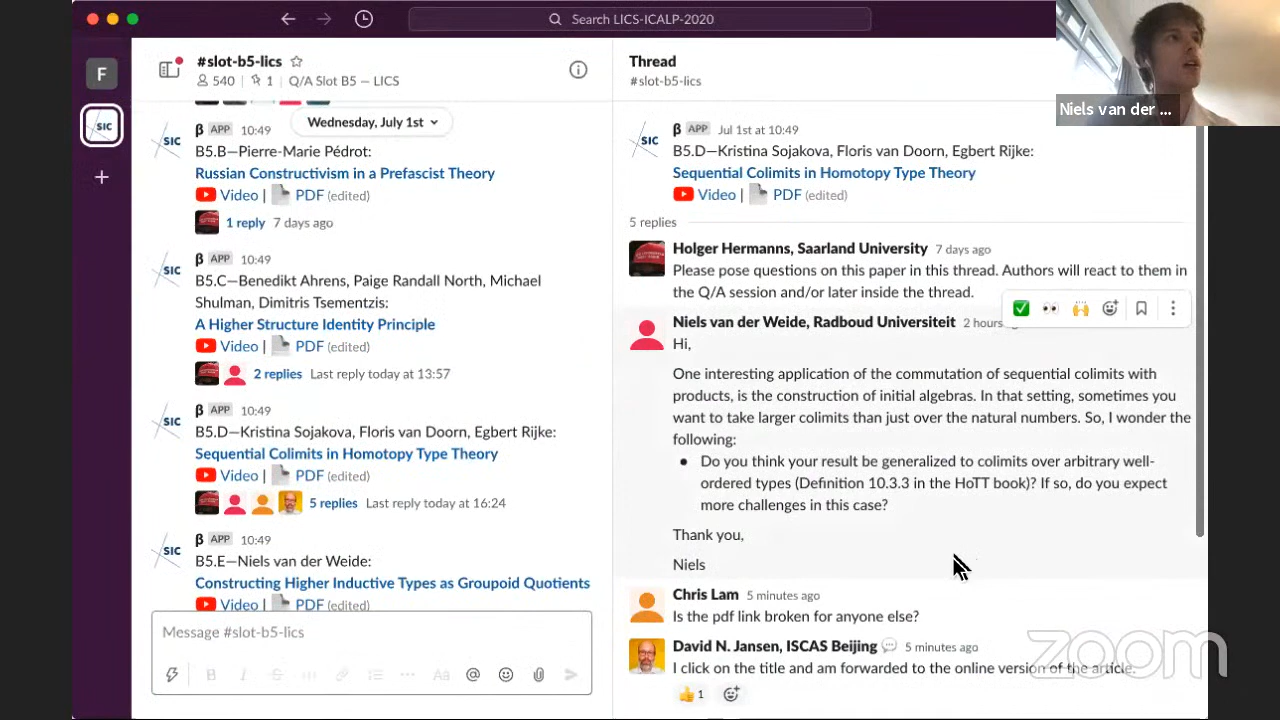 Search LICS-ICALP-2020
Niels van der ...
F
SIC
#slot-b5-lics
540 | 1 | Q/A Slot B5 — LICS
Wednesday, July 1st
SIC
β APP 10:49
B5.B—Pierre-Marie Pédrot:
Russian Constructivism in a Prefascist Theory
Video | PDF (edited)
1 reply 7 days ago
SIC
β APP 10:49
B5.C—Benedikt Ahrens, Paige Randall North, Michael
Shulman, Dimitris Tsementzis:
A Higher Structure Identity Principle
Video | PDF (edited)
2 replies Last reply today at 13:57
SIC
β APP 10:49
B5.D—Kristina Sojakova, Floris van Doorn, Egbert Rijke:
Sequential Colimits in Homotopy Type Theory
Video | PDF (edited)
5 replies Last reply today at 16:24
SIC
β APP 10:49
B5.E—Niels van der Weide:
Constructing Higher Inductive Types as Groupoid Quotients
Video | PDF (edited)
Message #slot-b5-lics
B I S Aa @
Thread
#slot-b5-lics
SIC
β APP Jul 1st at 10:49
B5.D—Kristina Sojakova, Floris van Doorn, Egbert Rijke:
Sequential Colimits in Homotopy Type Theory
Video | PDF (edited)
5 replies
Holger Hermanns, Saarland University 7 days ago
Please pose questions on this paper in this thread. Authors will react to them in
the Q/A session and/or later inside the thread.
Niels van der Weide, Radboud Universiteit 2 hours
Hi,
One interesting application of the commutation of sequential colimits with
products, is the construction of initial algebras. In that setting, sometimes you
want to take larger colimits than just over the natural numbers. So, I wonder the
following:
• Do you think your result be generalized to colimits over arbitrary well-
ordered types (Definition 10.3.3 in the HoTT book)? If so, do you expect
more challenges in this case?
Thank you,
Niels
Chris Lam 5 minutes ago
Is the pdf link broken for anyone else?
David N. Jansen, ISCAS Beijing 5 minutes ago
I click on the title and am forwarded to the online version of the article.
1
zoom